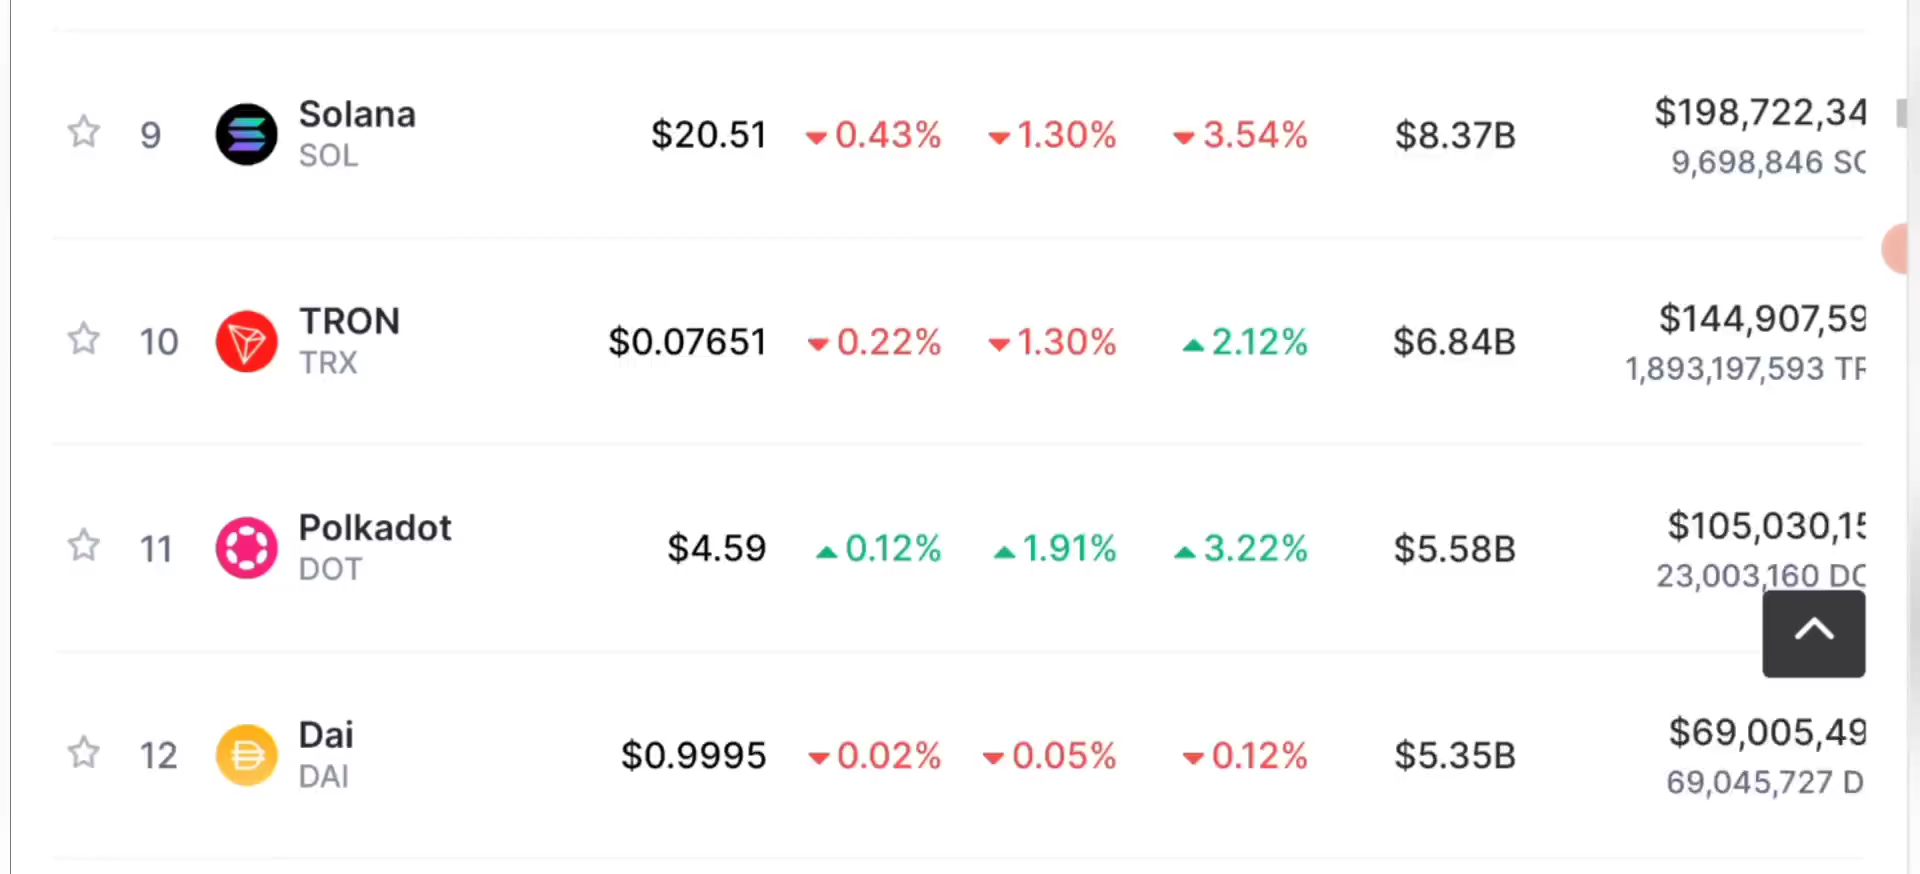 9 Solana $20.51 0.43% 1.30% 3.54% $8.37B $198,722,34
SOL 9,698,846
10 TRON $0.07651 0.22% 1.30% 2.12% $6.84B $144,907,59
TRX 1,893,197,593
11 Polkadot $4.59 0.12% 1.91% 3.22% $5.58B $105,030,15
DOT 23,003,160
12 Dai $0.9995 0.02% 0.05% 0.12% $5.35B $69,005,49
DAI 69,045,727 D